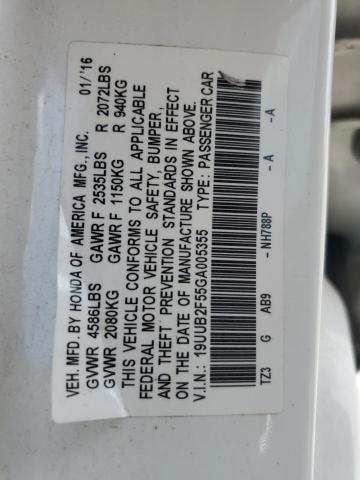 VEH. MFD. BY HONDA OF AMERICA MFG., INC. 01/'16
GVWR 4586LBS GAWR F 2535LBS R 2072LBS
GVWR 2080KG GAWR F 1150KG R 940KG
THIS VEHICLE CONFORMS TO ALL APPLICABLE
FEDERAL MOTOR VEHICLE SAFETY, BUMPER,
AND THEFT PREVENTION STANDARDS IN EFFECT
ON THE DATE OF MANUFACTURE SHOWN ABOVE.
V.I.N.: 19UUB2F55GA005355 TYPE: PASSENGER CAR
TZ3 G AB9 - NH788P - A - A